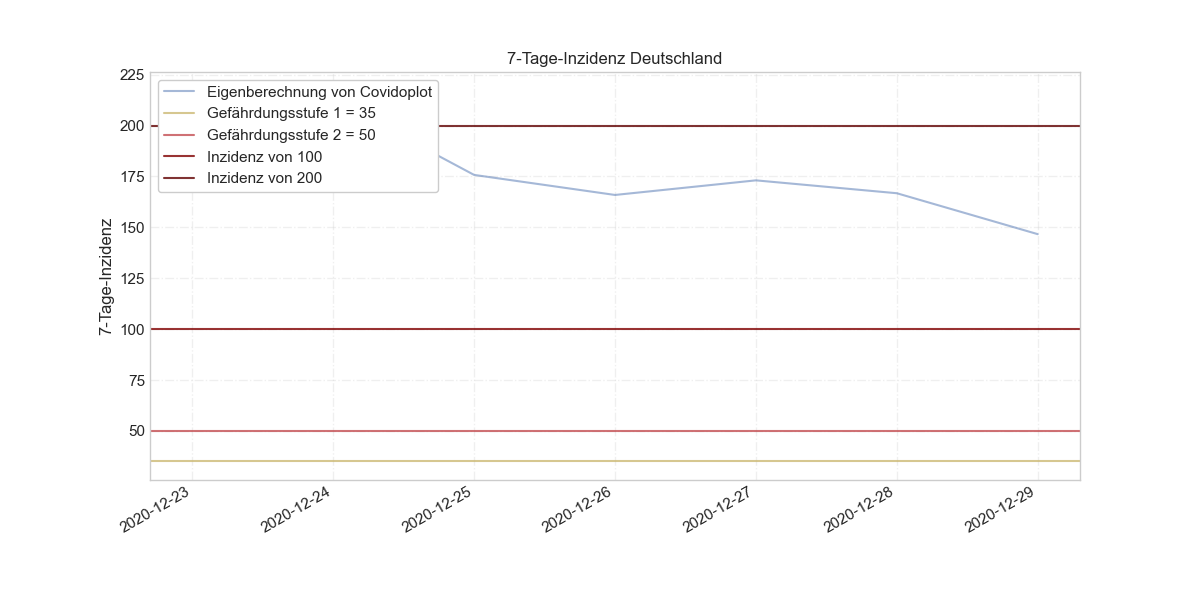 7-Tage-Inzidenz Deutschland
225
200
175
150
125
100
75
50
7-Tage-Inzidenz
Eigenberechnung von Covidoplot
Gefährdungsstufe 1 = 35
Gefährdungsstufe 2 = 50
Inzidenz von 100
Inzidenz von 200
2020-12-23
2020-12-24
2020-12-25
2020-12-26
2020-12-27
2020-12-28
2020-12-29